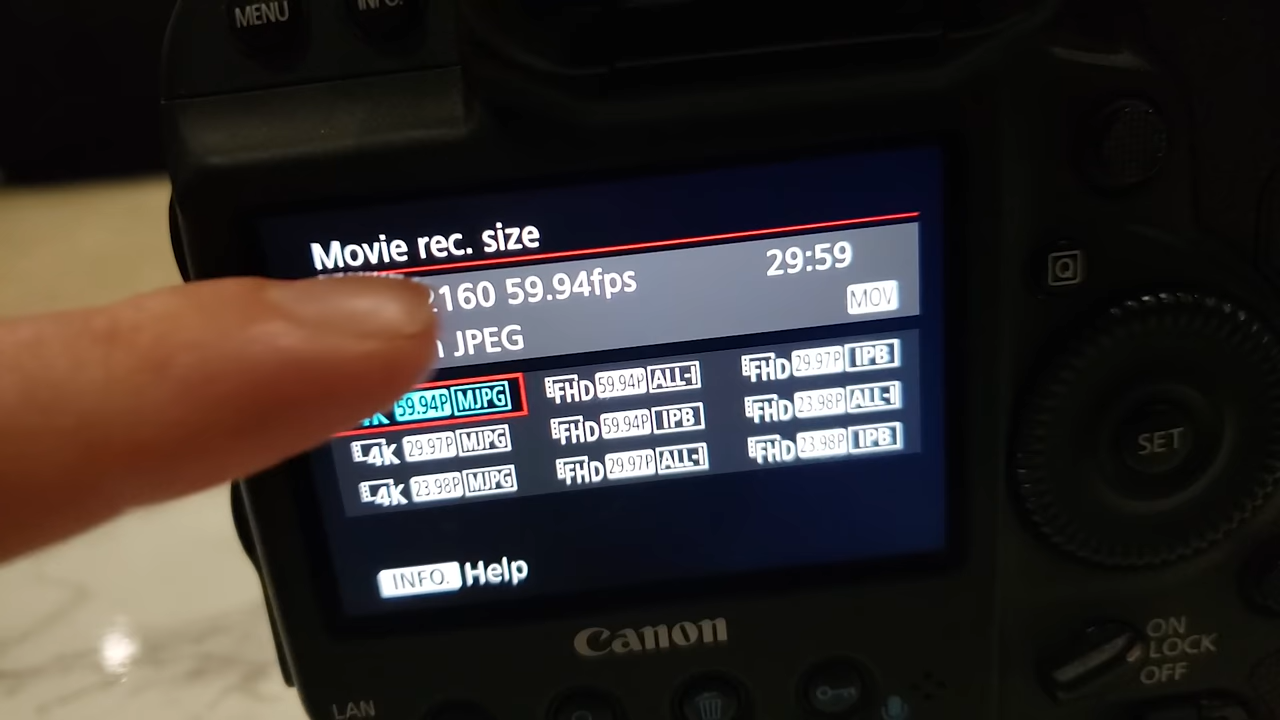 MENU
INFO.
Movie rec. size
2160 59.94fps
29:59
JPEG
MOV
4K 59.94P MJPG
FHD 59.94P ALL-I
FHD 29.97P IPB
4K 29.97P MJPG
FHD 59.94P IPB
FHD 23.98P ALL-I
4K 23.98P MJPG
FHD 29.97P ALL-I
FHD 23.98P IPB
INFO. Help
Canon
Q
SET
ON
LOCK
OFF
LAN